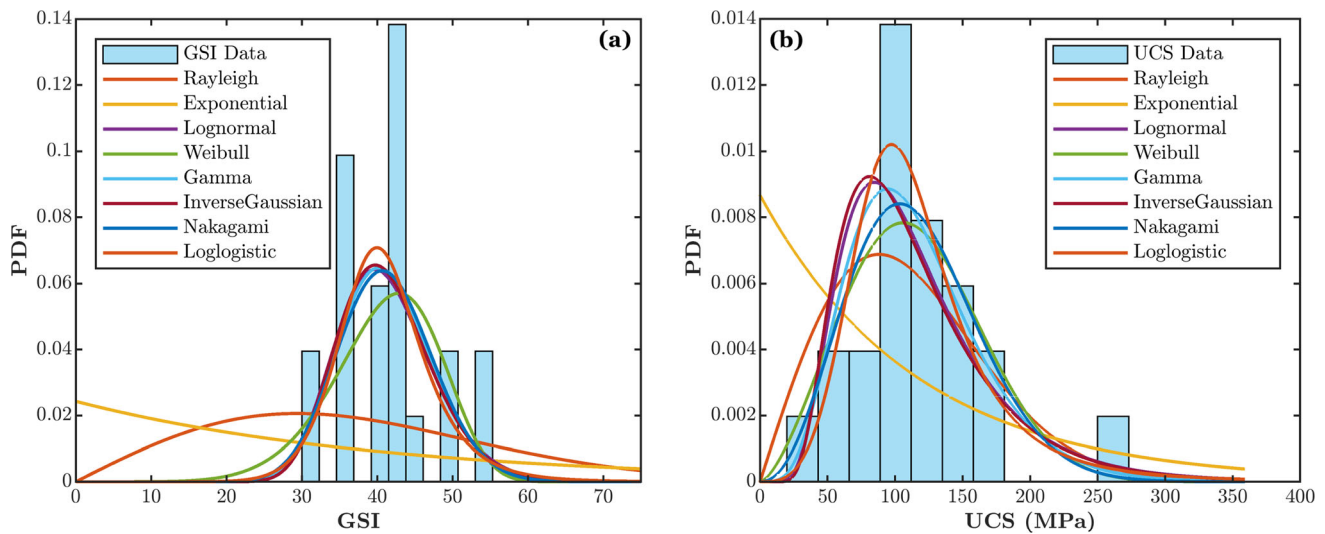 (a)
0.14
0.12
0.1
0.08
0.06
0.04
0.02
0
PDF
GSI Data
Rayleigh
Exponential
Lognormal
Weibull
Gamma
InverseGaussian
Nakagami
Loglogistic
0 10 20 30 40 50 60 70
GSI
(b)
0.014
0.012
0.01
0.008
0.006
0.004
0.002
0
PDF
UCS Data
Rayleigh
Exponential
Lognormal
Weibull
Gamma
InverseGaussian
Nakagami
Loglogistic
0 50 100 150 200 250 300 350 400
UCS (MPa)